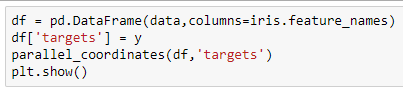 df = pd.DataFrame(data,columns=iris.feature_names)
df['targets'] = y
parallel_coordinates(df,'targets')
plt.show()